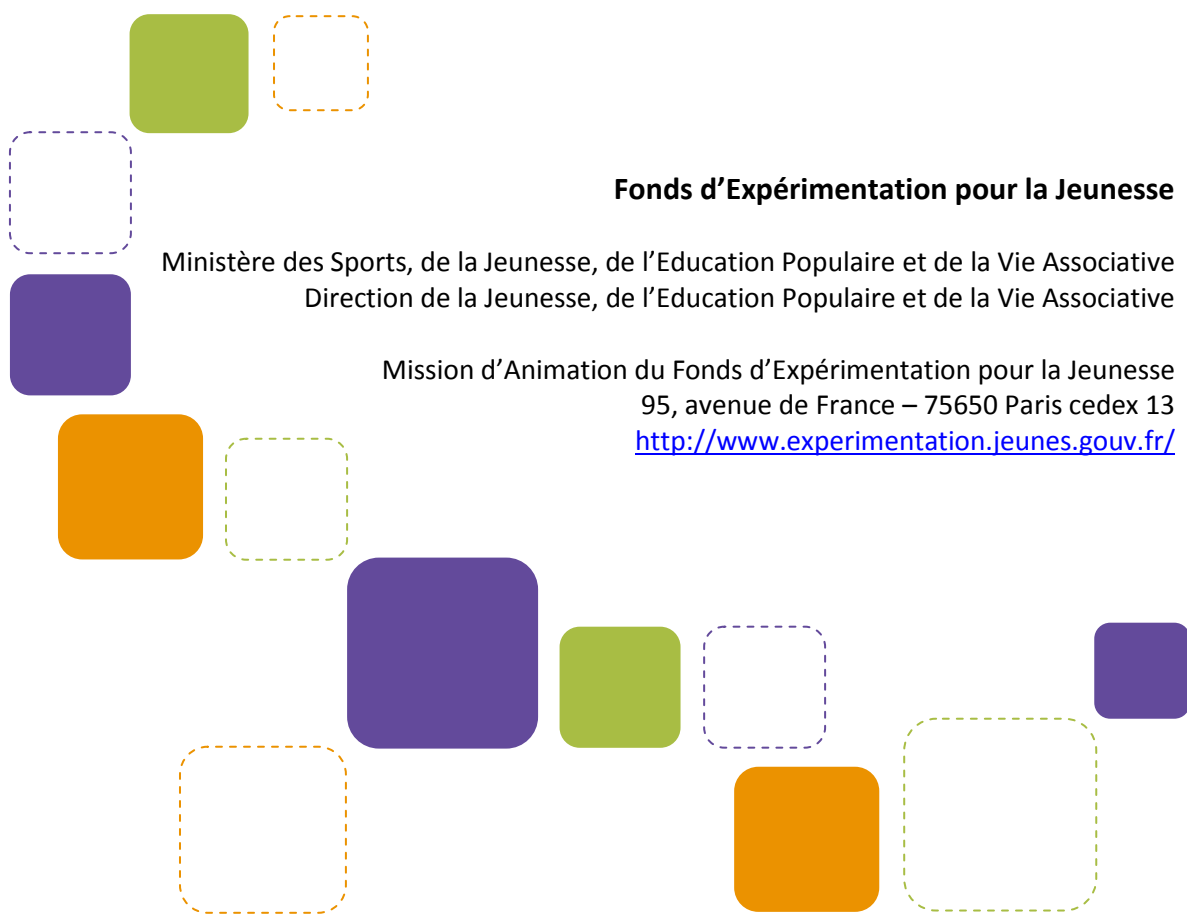 Fonds d’Expérimentation pour la Jeunesse
Ministère des Sports, de la Jeunesse, de l’Education Populaire et de la Vie Associative
Direction de la Jeunesse, de l’Education Populaire et de la Vie Associative
Mission d’Animation du Fonds d’Expérimentation pour la Jeunesse
95, avenue de France – 75650 Paris cedex 13
http://www.experimentation.jeunes.gouv.fr/